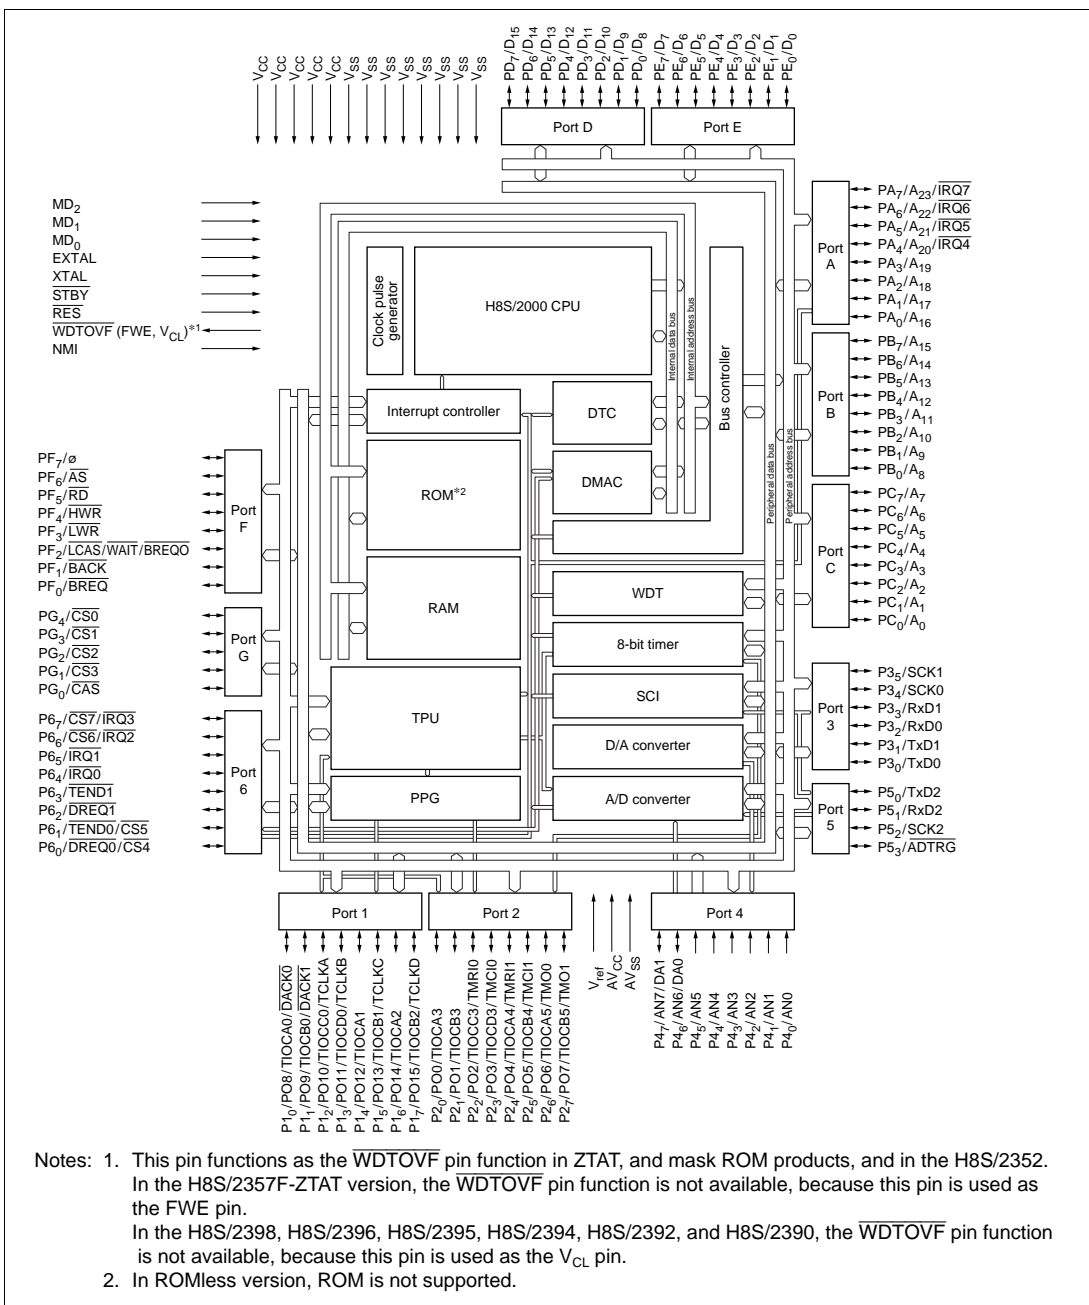 VCC
VCC
VCC
VCC
VCC
VSS
VSS
VSS
VSS
VSS
VSS
VSS
VSS
PD7/D15
PD6/D14
PD5/D13
PD4/D12
PD3/D11
PD2/D10
PD1/D9
PD0/D8
PE7/D7
PE6/D6
PE5/D5
PE4/D4
PE3/D3
PE2/D2
PE1/D1
PE0/D0
Port D
Port E
MD2
MD1
MD0
EXTAL
XTAL
STBY
RES
WDTOVF (FWE, VCL)*1
NMI
Clock pulse
generator
H8S/2000 CPU
Internal data bus
Internal address bus
Bus controller
Peripheral data bus
Peripheral address bus
Interrupt controller
DTC
ROM*2
DMAC
RAM
WDT
8-bit timer
SCI
TPU
D/A converter
PPG
A/D converter
Port
A
PA7/A23/IRQ7
PA6/A22/IRQ6
PA5/A21/IRQ5
PA4/A20/IRQ4
PA3/A19
PA2/A18
PA1/A17
PA0/A16
Port
B
PB7/A15
PB6/A14
PB5/A13
PB4/A12
PB3/A11
PB2/A10
PB1/A9
PB0/A8
Port
C
PC7/A7
PC6/A6
PC5/A5
PC4/A4
PC3/A3
PC2/A2
PC1/A1
PC0/A0
Port
3
P35/SCK1
P34/SCK0
P33/RxD1
P32/RxD0
P31/TxD1
P30/TxD0
Port
5
P50/TxD2
P51/RxD2
P52/SCK2
P53/ADTRG
PF7/ø
PF6/AS
PF5/RD
PF4/HWR
PF3/LWR
PF2/LCAS/WAIT/BREQO
PF1/BACK
PF0/BREQ
Port
F
PG4/CS0
PG3/CS1
PG2/CS2
PG1/CS3
PG0/CAS
Port
G
P67/CS7/IRQ3
P66/CS6/IRQ2
P65/IRQ1
P64/IRQ0
P63/TEND1
P62/DREQ1
P61/TEND0/CS5
P60/DREQ0/CS4
Port
6
Port 1
Port 2
Port 4
P10/PO8/TIOCA0/DACK0
P11/PO9/TIOCB0/DACK1
P12/PO10/TIOCC0/TCLKA
P13/PO11/TIOCD0/TCLKB
P14/PO12/TIOCA1
P15/PO13/TIOCB1/TCLKC
P16/PO14/TIOCA2
P17/PO15/TIOCB2/TCLKD
P20/PO0/TIOCA3
P21/PO1/TIOCB3
P22/PO2/TIOCC3/TMRI0
P23/PO3/TIOCD3/TMCI0
P24/PO4/TIOCA4/TMRI1
P25/PO5/TIOCB4/TMCI1
P26/PO6/TIOCA5/TMO0
P27/PO7/TIOCB5/TMO1
Vref
AVCC
AVSS
P47/AN7/DA1
P46/AN6/DA0
P45/AN5
P44/AN4
P43/AN3
P42/AN2
P41/AN1
P40/AN0
Notes: 1. This pin functions as the WDTOVF pin function in ZTAT, and mask ROM products, and in the H8S/2352.
In the H8S/2357F-ZTAT version, the WDTOVF pin function is not available, because this pin is used as
the FWE pin.
In the H8S/2398, H8S/2396, H8S/2395, H8S/2394, H8S/2392, and H8S/2390, the WDTOVF pin function
is not available, because this pin is used as the VCL pin.
2. In ROMless version, ROM is not supported.